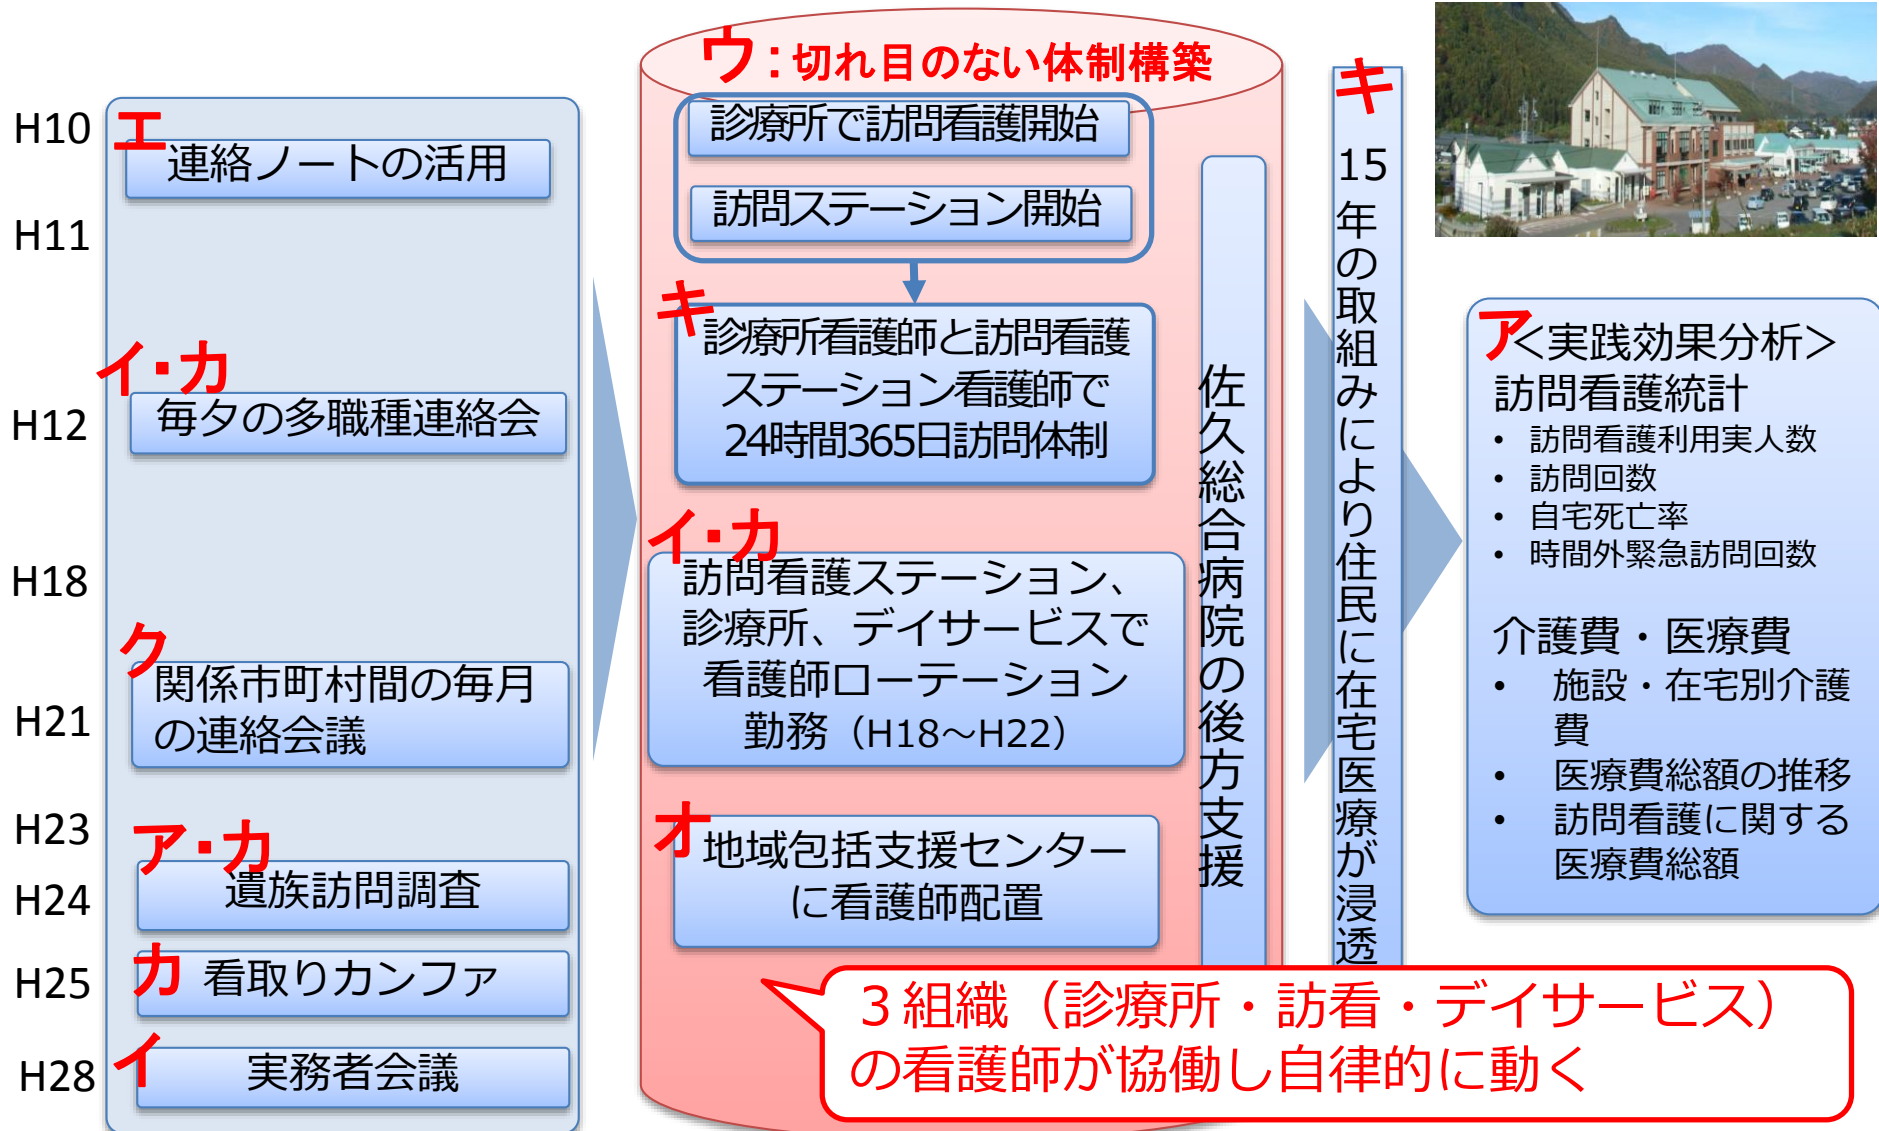 H10
エ
連絡ノートの活用
H11
イ・カ
H12
毎夕の多職種連絡会
H18
ク
関係市町村間の毎月
の連絡会議
H21
H23
ア・カ
遺族訪問調査
H24
カ
看取りカンファ
H25
イ
実務者会議
H28
ウ:切れ目のない体制構築
診療所で訪問看護開始
訪問ステーション開始
キ
診療所看護師と訪問看護
ステーション看護師で
24時間365日訪問体制
イ・カ
訪問看護ステーション、
診療所、デイサービスで
看護師ローテーション
勤務（H18～H22）
オ
地域包括支援センター
に看護師配置
佐久総合病院の後方支援
キ
15年の取組みにより住民に在宅医療が浸透
3組織（診療所・訪看・デイサービス）
の看護師が協働し自律的に動く
ア
＜実践効果分析＞
訪問看護統計
• 訪問看護利用実人数
• 訪問回数
• 自宅死亡率
• 時間外緊急訪問回数
介護費・医療費
• 施設・在宅別介護
費
• 医療費総額の推移
• 訪問看護に関する
医療費総額